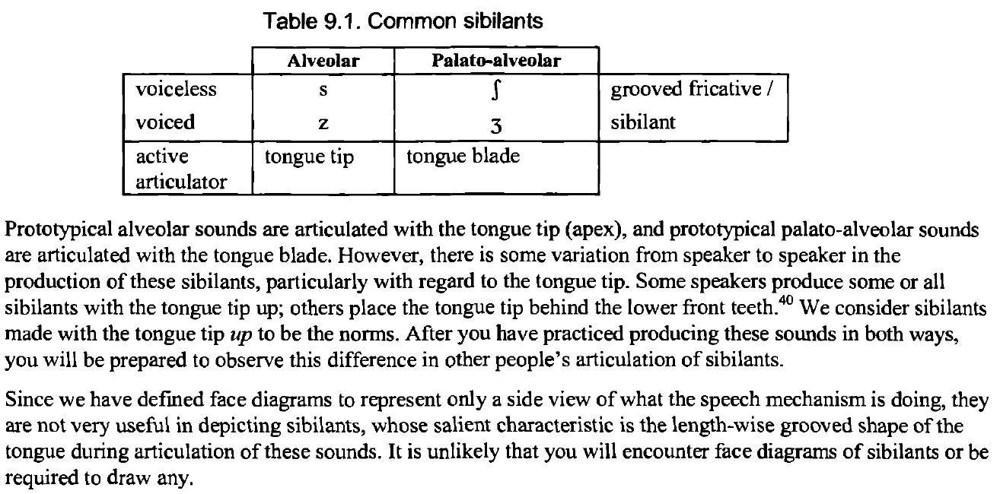 Table 9.1. Common sibilants
Alveolar Palato-alveolar
voiceless s ʃ grooved fricative /
voiced z ʒ sibilant
active tongue tip tongue blade
articulator
Prototypical alveolar sounds are articulated with the tongue tip (apex), and prototypical palato-alveolar sounds
are articulated with the tongue blade. However, there is some variation from speaker to speaker in the
production of these sibilants, particularly with regard to the tongue tip. Some speakers produce some or all
sibilants with the tongue tip up; others place the tongue tip behind the lower front teeth.⁴⁰ We consider sibilants
made with the tongue tip up to be the norms. After you have practiced producing these sounds in both ways,
you will be prepared to observe this difference in other people's articulation of sibilants.
Since we have defined face diagrams to represent only a side view of what the speech mechanism is doing, they
are not very useful in depicting sibilants, whose salient characteristic is the length-wise grooved shape of the
tongue during articulation of these sounds. It is unlikely that you will encounter face diagrams of sibilants or be
required to draw any.